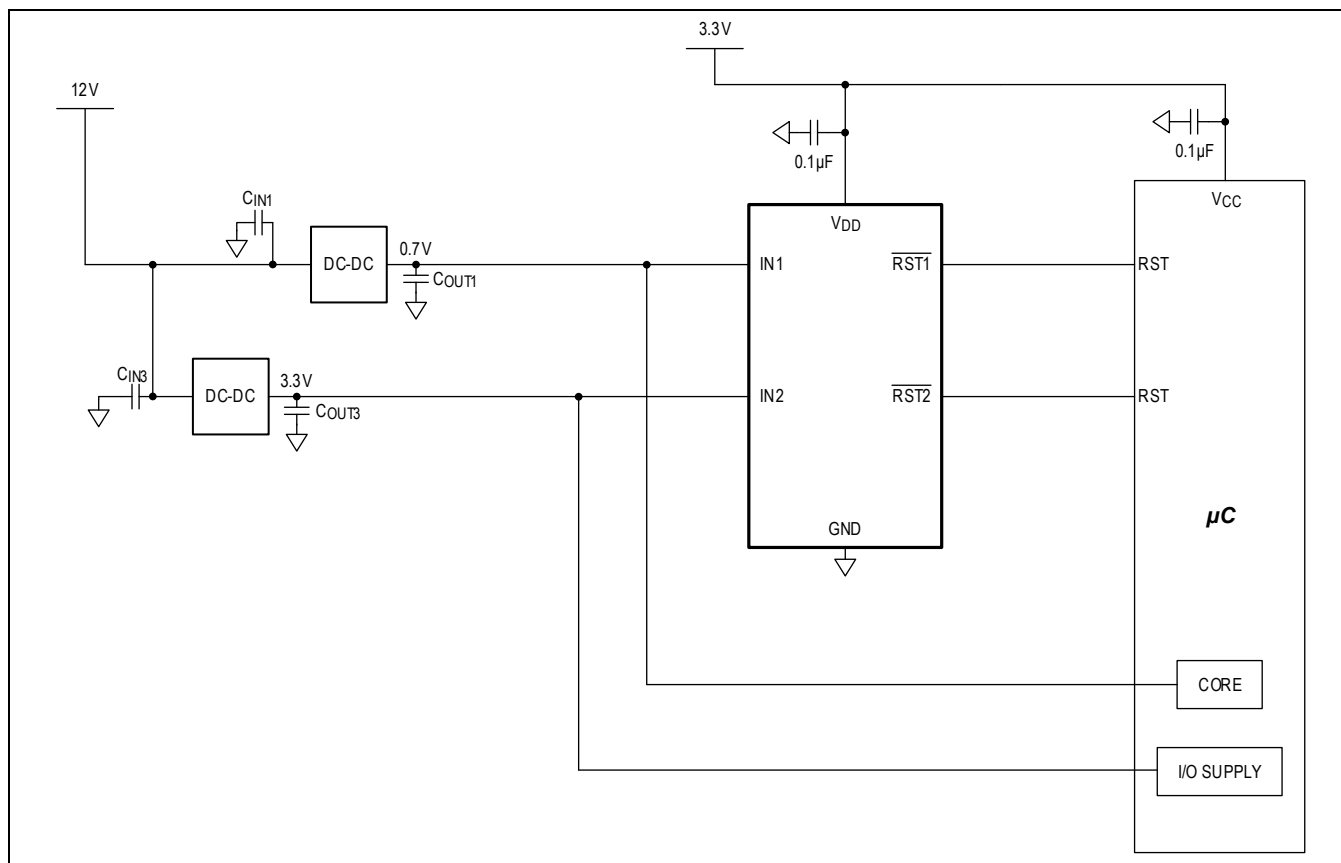 3.3V
12V
0.1µF
0.1µF
CIN1
VDD
VCC
DC-DC
0.7V
COUT1
IN1
RST1
RST
CIN3
DC-DC
3.3V
COUT3
IN2
RST2
RST
GND
µC
CORE
I/O SUPPLY